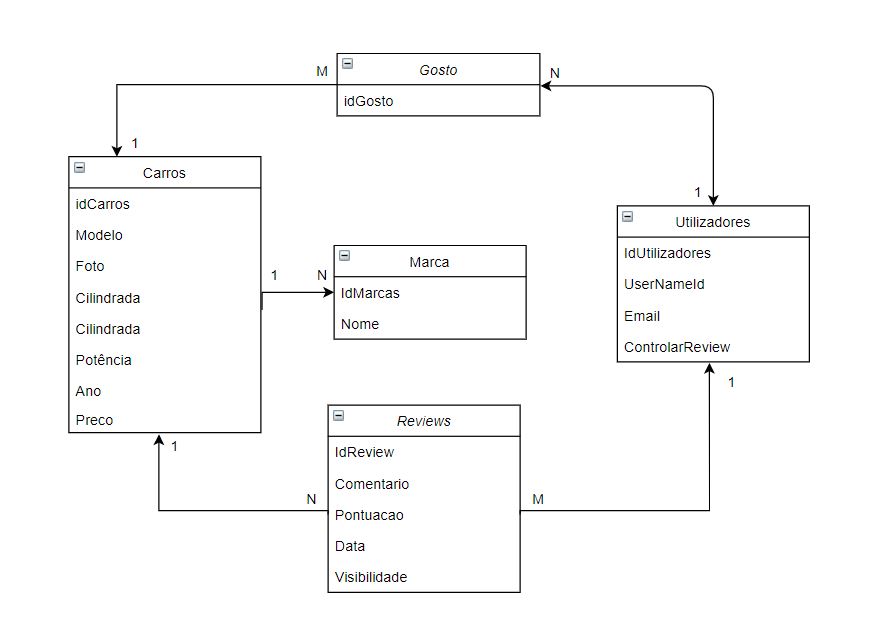 M
Gosto
N
idGosto
1
Carros
idCarros
Modelo
Foto
Cilindrada
Cilindrada
Potência
Ano
Preco
1
N
Marca
IdMarcas
Nome
1
Utilizadores
IdUtilizadores
UserNameId
Email
ControlarReview
1
1
Reviews
IdReview
Comentario
Pontuacao
Data
Visibilidade
N
M